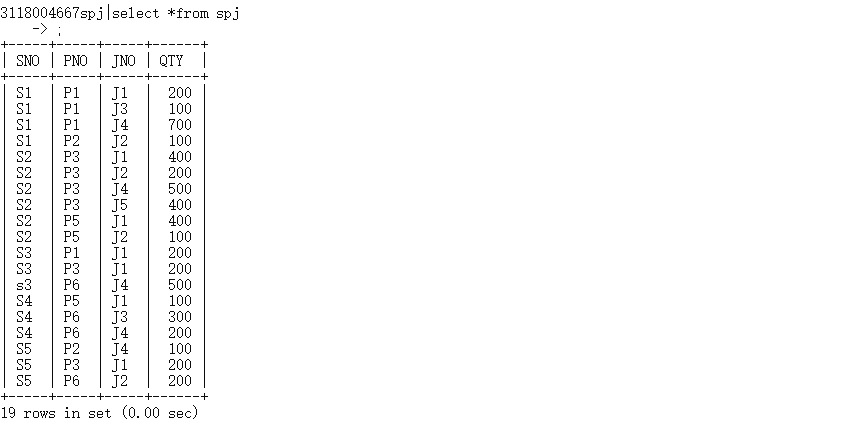 3118004667spj|select *from spj
    -> ;
+-----+-----+-----+------+
| SNO | PNO | JNO | QTY  |
+-----+-----+-----+------+
| S1  | P1  | J1  |  200 |
| S1  | P1  | J3  |  100 |
| S1  | P1  | J4  |  700 |
| S1  | P2  | J2  |  100 |
| S2  | P3  | J1  |  400 |
| S2  | P3  | J2  |  200 |
| S2  | P3  | J4  |  500 |
| S2  | P3  | J5  |  400 |
| S2  | P5  | J1  |  400 |
| S2  | P5  | J2  |  100 |
| S3  | P1  | J1  |  200 |
| S3  | P3  | J1  |  200 |
| s3  | P6  | J4  |  500 |
| S4  | P5  | J1  |  100 |
| S4  | P6  | J3  |  300 |
| S4  | P6  | J4  |  200 |
| S5  | P2  | J4  |  100 |
| S5  | P3  | J1  |  200 |
| S5  | P6  | J2  |  200 |
+-----+-----+-----+------+
19 rows in set (0.00 sec)